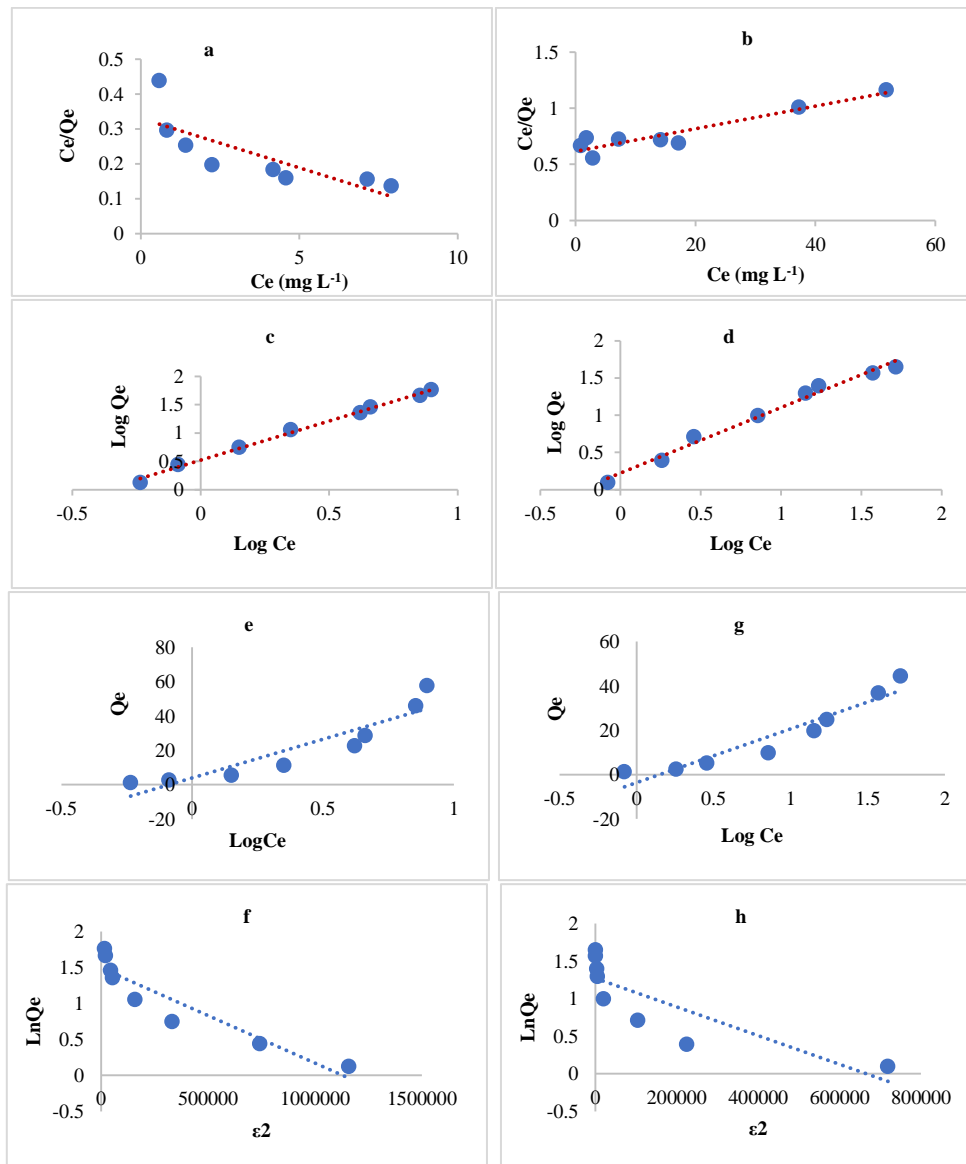 a
Ce/Qe
0.5
0.4
0.3
0.2
0.1
0
0 5 10
Ce (mg L-1)
b
Ce/Qe
1.5
1
0.5
0
0 20 40 60
Ce (mg L-1)
c
Log Qe
2
1.5
1
0.5
0
-0.5 0 0.5 1
Log Ce
d
Log Qe
2
1.5
1
0.5
0
-0.5 0 0.5 1 1.5 2
Log Ce
e
Qe
80
60
40
20
0
-20
-0.5 0 0.5 1
LogCe
g
Qe
60
40
20
0
-20
-0.5 0 0.5 1 1.5 2
Log Ce
f
LnQe
2
1.5
1
0.5
0
-0.5
0 500000 1000000 1500000
ε2
h
LnQe
2
1.5
1
0.5
0
-0.5
0 200000 400000 600000 800000
ε2